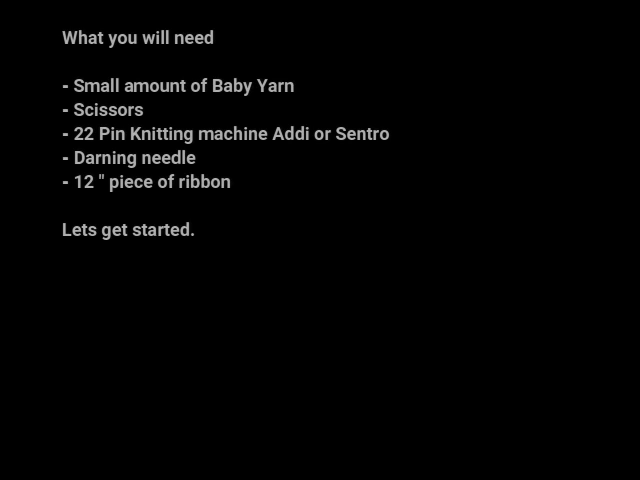 What you will need
- Small amount of Baby Yarn
- Scissors
- 22 Pin Knitting machine Addi or Sentro
- Darning needle
- 12 " piece of ribbon
Lets get started.